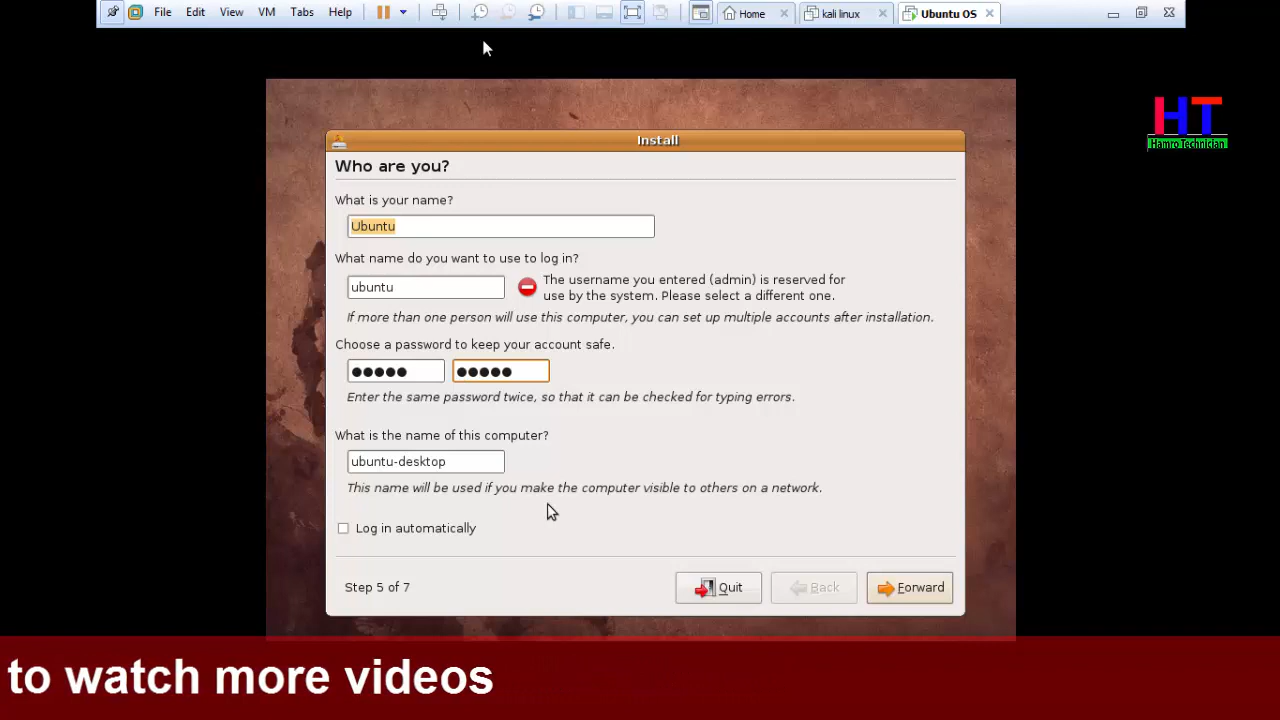 File Edit View VM Tabs Help Home kali linux Ubuntu OS
HT
Hamro Technician
Install
Who are you?
What is your name?
Ubuntu
What name do you want to use to log in?
ubuntu
The username you entered (admin) is reserved for
use by the system. Please select a different one.
If more than one person will use this computer, you can set up multiple accounts after installation.
Choose a password to keep your account safe.
Enter the same password twice, so that it can be checked for typing errors.
What is the name of this computer?
ubuntu-desktop
This name will be used if you make the computer visible to others on a network.
Log in automatically
Step 5 of 7 Quit Back Forward
to watch more videos